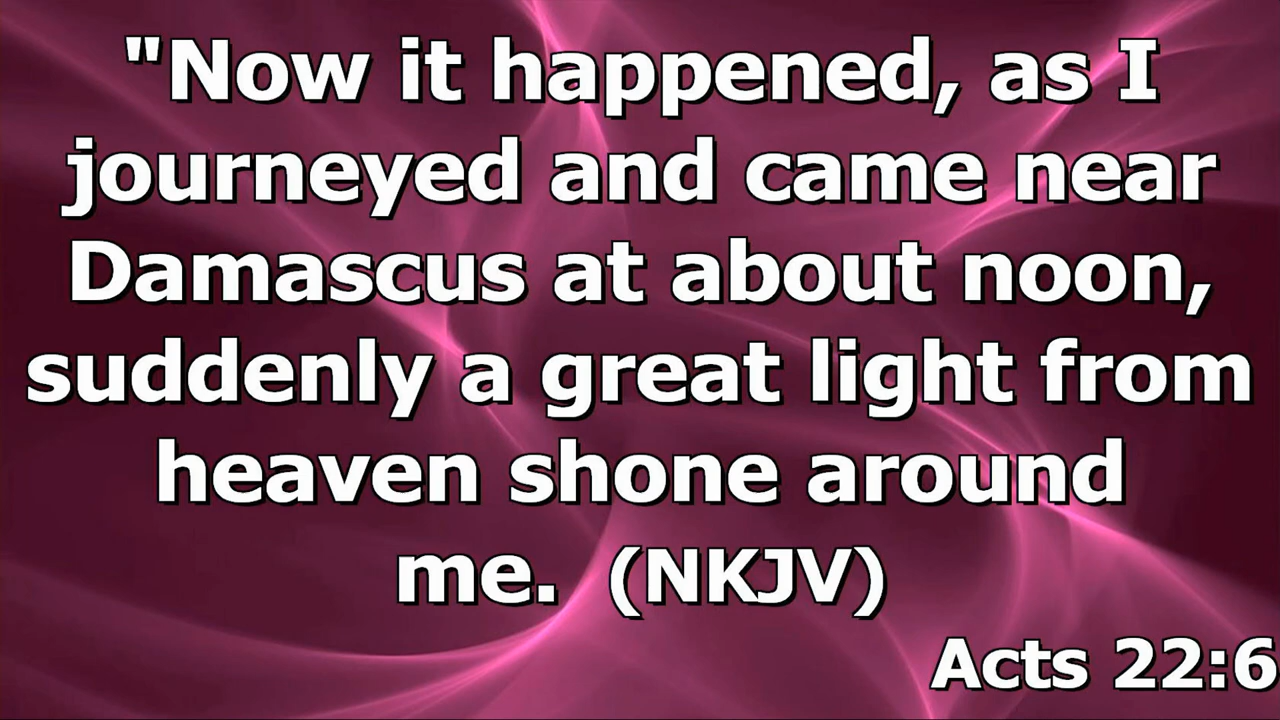 "Now it happened, as I
journeyed and came near
Damascus at about noon,
suddenly a great light from
heaven shone around
me.  (NKJV)
Acts 22:6